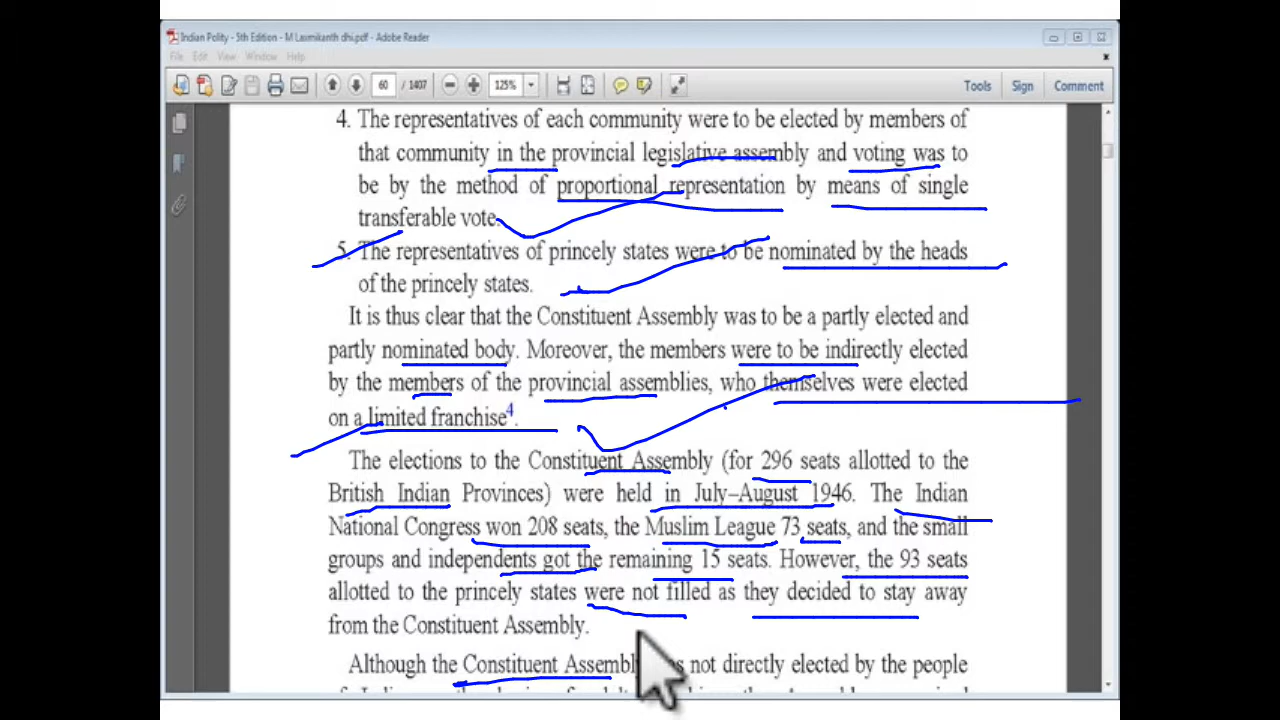 Indian Polity - 5th Edition - M Laxmikanth dhi.pdf - Adobe Reader
File Edit View Window Help
60 / 1407 125% Tools Sign Comment
4. The representatives of each community were to be elected by members of
that community in the provincial legislative assembly and voting was to
be by the method of proportional representation by means of single
transferable vote.
5. The representatives of princely states were to be nominated by the heads
of the princely states.
It is thus clear that the Constituent Assembly was to be a partly elected and
partly nominated body. Moreover, the members were to be indirectly elected
by the members of the provincial assemblies, who themselves were elected
on a limited franchise4.
The elections to the Constituent Assembly (for 296 seats allotted to the
British Indian Provinces) were held in July–August 1946. The Indian
National Congress won 208 seats, the Muslim League 73 seats, and the small
groups and independents got the remaining 15 seats. However, the 93 seats
allotted to the princely states were not filled as they decided to stay away
from the Constituent Assembly.
Although the Constituent Assembly not directly elected by the people